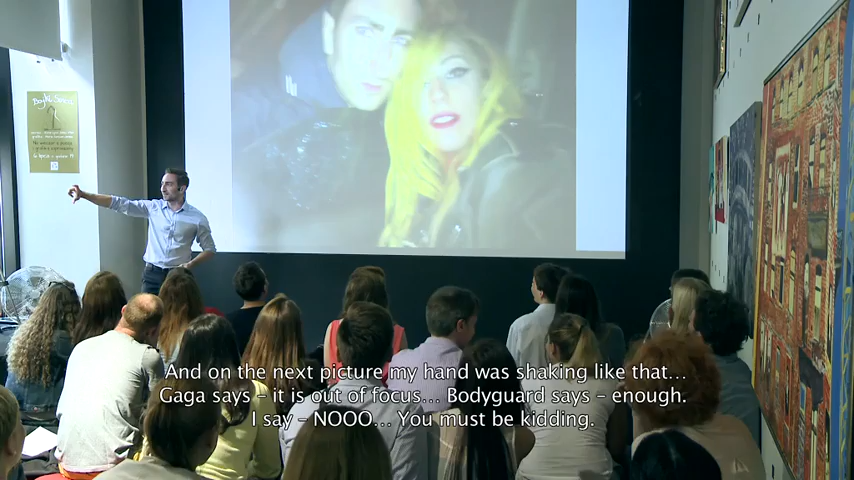 And on the next picture my hand was shaking like that...
Gaga says - it is out of focus... Bodyguard says - enough.
I say - NOOO... You must be kidding.